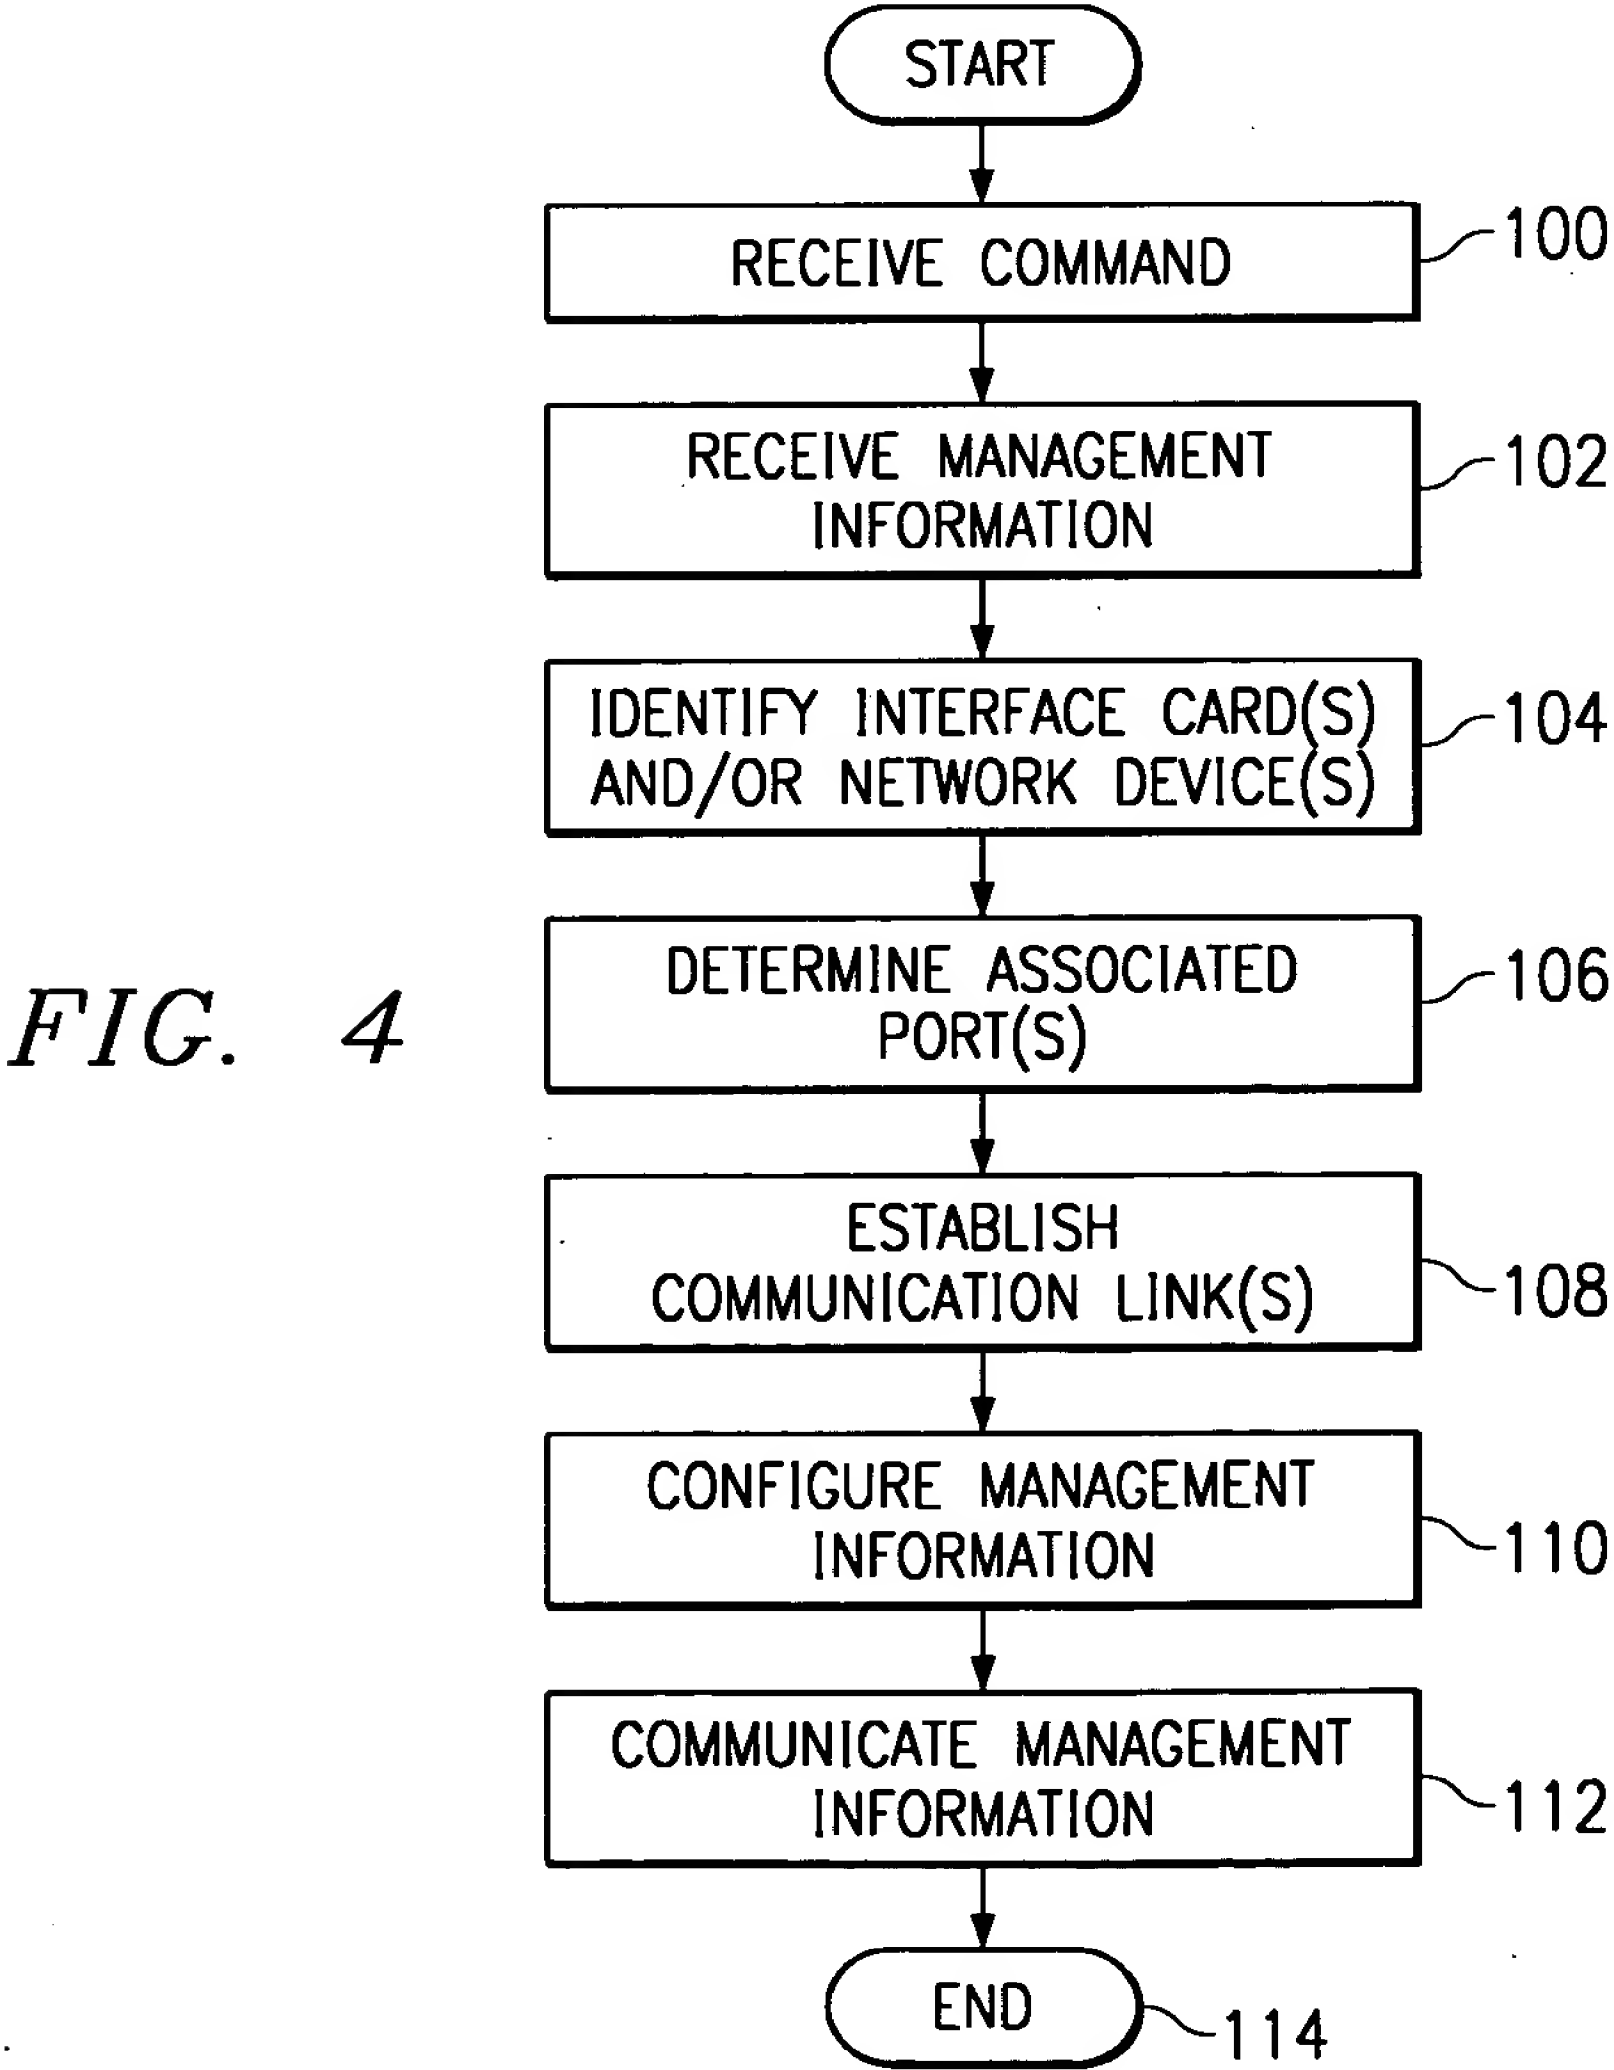 START
RECEIVE COMMAND
100
RECEIVE MANAGEMENT
INFORMATION
102
IDENTIFY INTERFACE CARD(S)
AND/OR NETWORK DEVICE(S)
104
DETERMINE ASSOCIATED
PORT(S)
106
FIG. 4
ESTABLISH
COMMUNICATION LINK(S)
108
CONFIGURE MANAGEMENT
INFORMATION
110
COMMUNICATE MANAGEMENT
INFORMATION
112
END
114